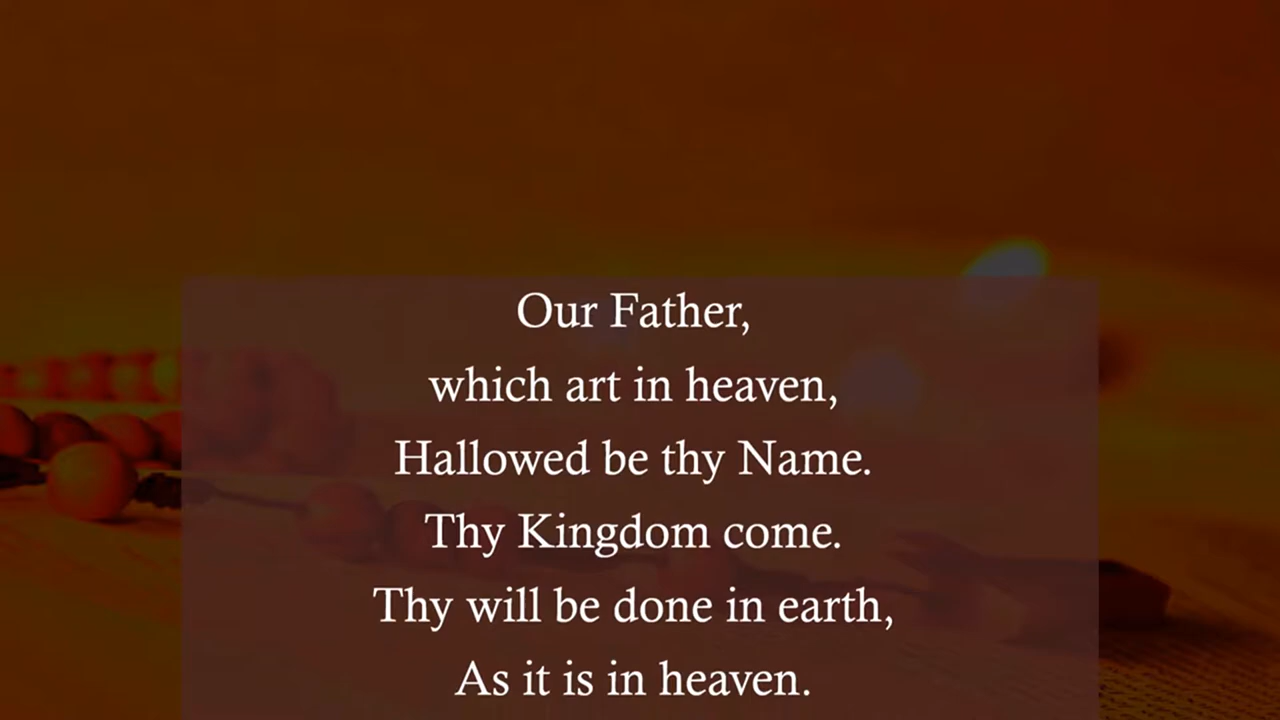 Our Father,
which art in heaven,
Hallowed be thy Name.
Thy Kingdom come.
Thy will be done in earth,
As it is in heaven.